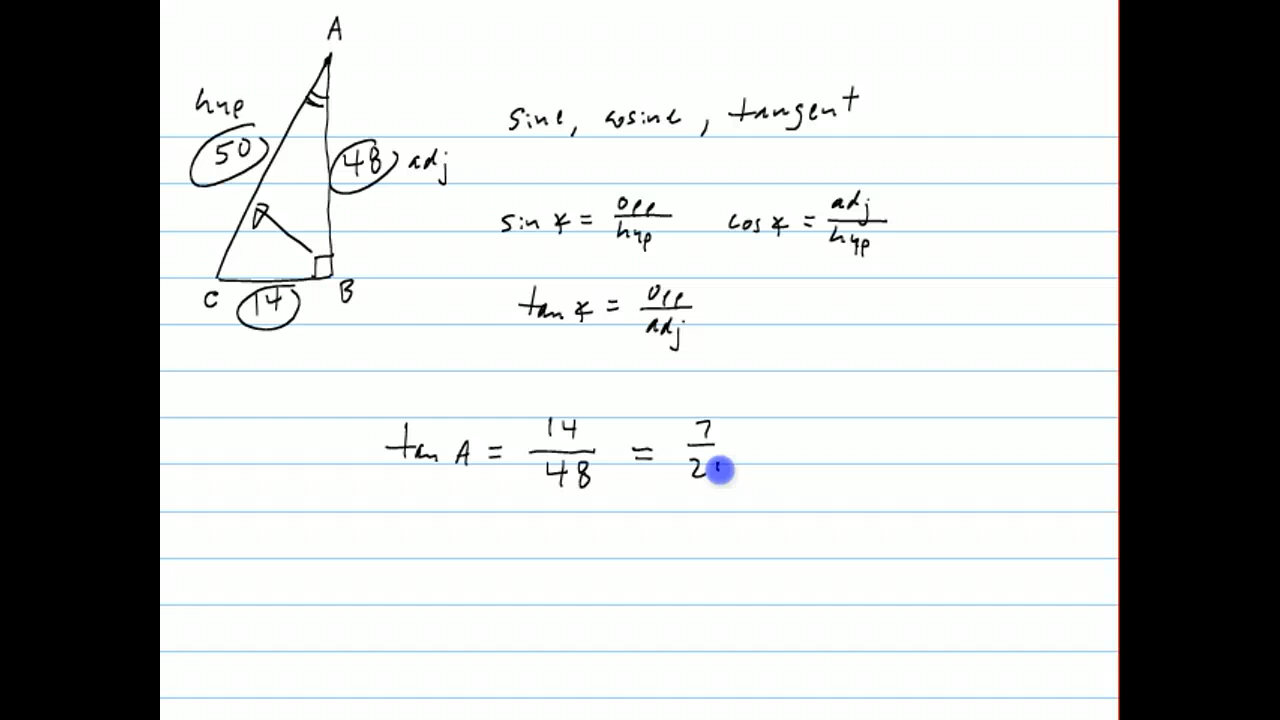 A
hyp
50
48 adj
C
14
B
sine, cosine, tangent
sin x = opp/hyp cos x = adj/hyp
tan x = opp/adj
tan A = 14/48 = 7/2